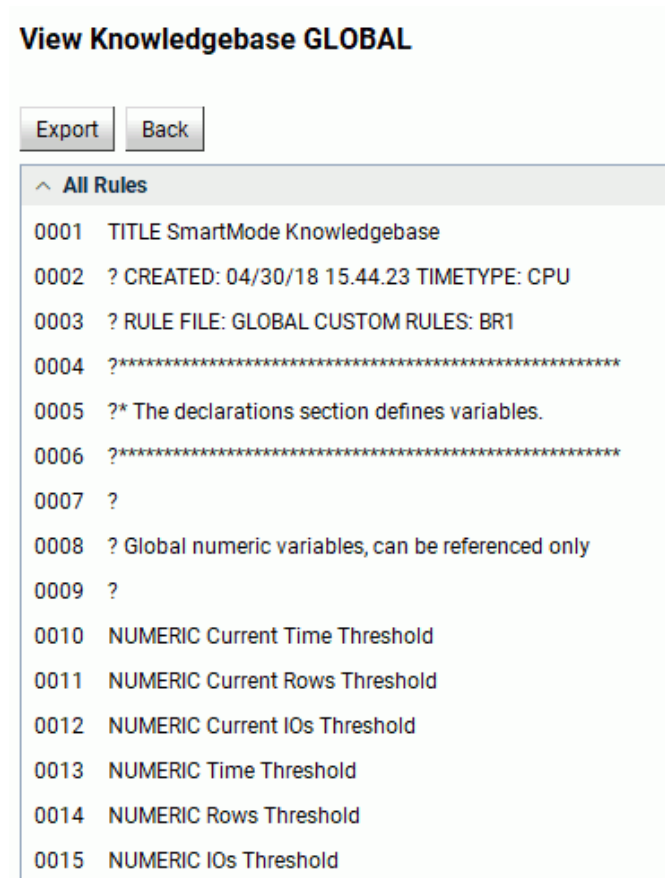 View Knowledgebase GLOBAL
Export Back
All Rules
0001 TITLE SmartMode Knowledgebase
0002 ? CREATED: 04/30/18 15.44.23 TIMETYPE: CPU
0003 ? RULE FILE: GLOBAL CUSTOM RULES: BR1
0004 ?*********************************************************
0005 ?* The declarations section defines variables.
0006 ?*********************************************************
0007 ?
0008 ? Global numeric variables, can be referenced only
0009 ?
0010 NUMERIC Current Time Threshold
0011 NUMERIC Current Rows Threshold
0012 NUMERIC Current IOs Threshold
0013 NUMERIC Time Threshold
0014 NUMERIC Rows Threshold
0015 NUMERIC IOs Threshold